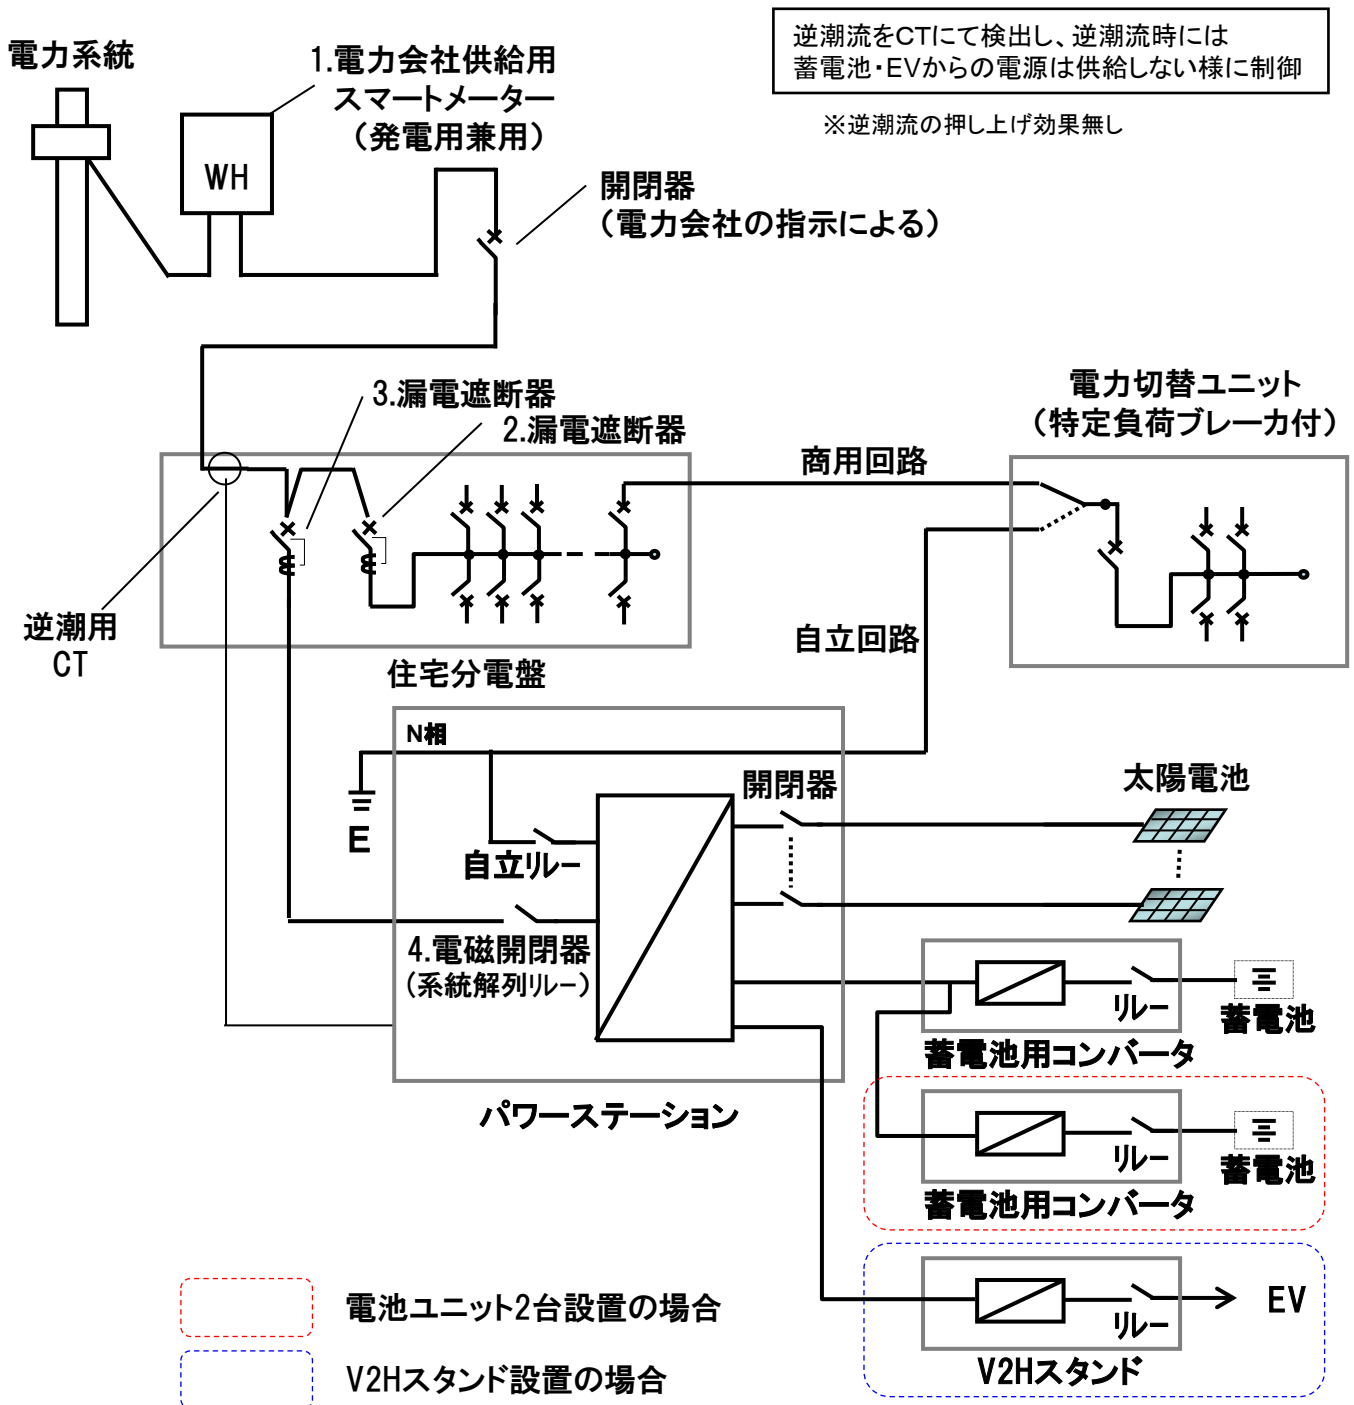 逆潮流をCTにて検出し、逆潮流時には
蓄電池・EVからの電源は供給しない様に制御
※逆潮流の押し上げ効果無し
電力系統
1.電力会社供給用
スマートメーター
（発電用兼用）
WH
開閉器
（電力会社の指示による）
3.漏電遮断器
2.漏電遮断器
電力切替ユニット
（特定負荷ブレーカ付）
商用回路
自立回路
逆潮用
CT
住宅分電盤
N相
E
自立リレー
開閉器
太陽電池
4.電磁開閉器
（系統解列リレー）
リレー
蓄電池
蓄電池用コンバータ
パワーステーション
リレー
蓄電池
蓄電池用コンバータ
リレー
EV
V2Hスタンド
電池ユニット2台設置の場合
V2Hスタンド設置の場合